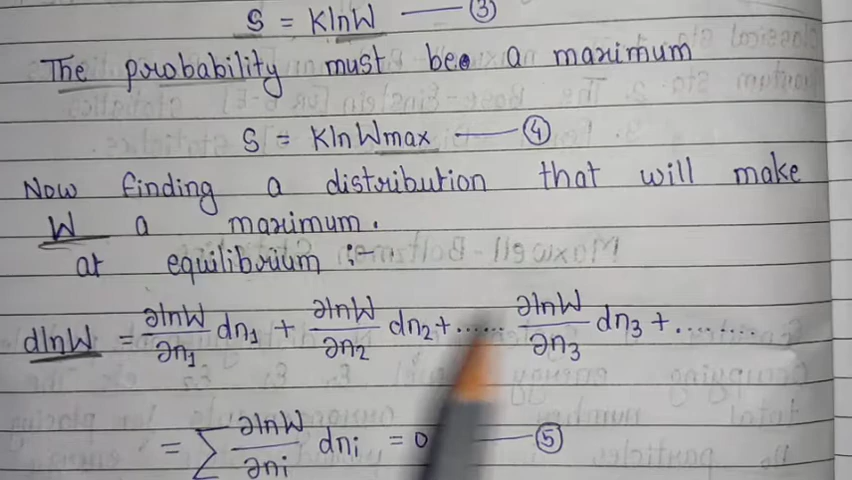 S = KlnW —— ③
The probability must be a maximum
S = KlnWmax —— ④
Now finding a distribution that will make
W a maximum.
at equilibrium :-
dlnW = ∂lnW/∂n₁ dn₁ + ∂lnW/∂n₂ dn₂ + ...... ∂lnW/∂n₃ dn₃ + ........
= ∑ ∂lnW/∂nᵢ dnᵢ = 0 —— ⑤